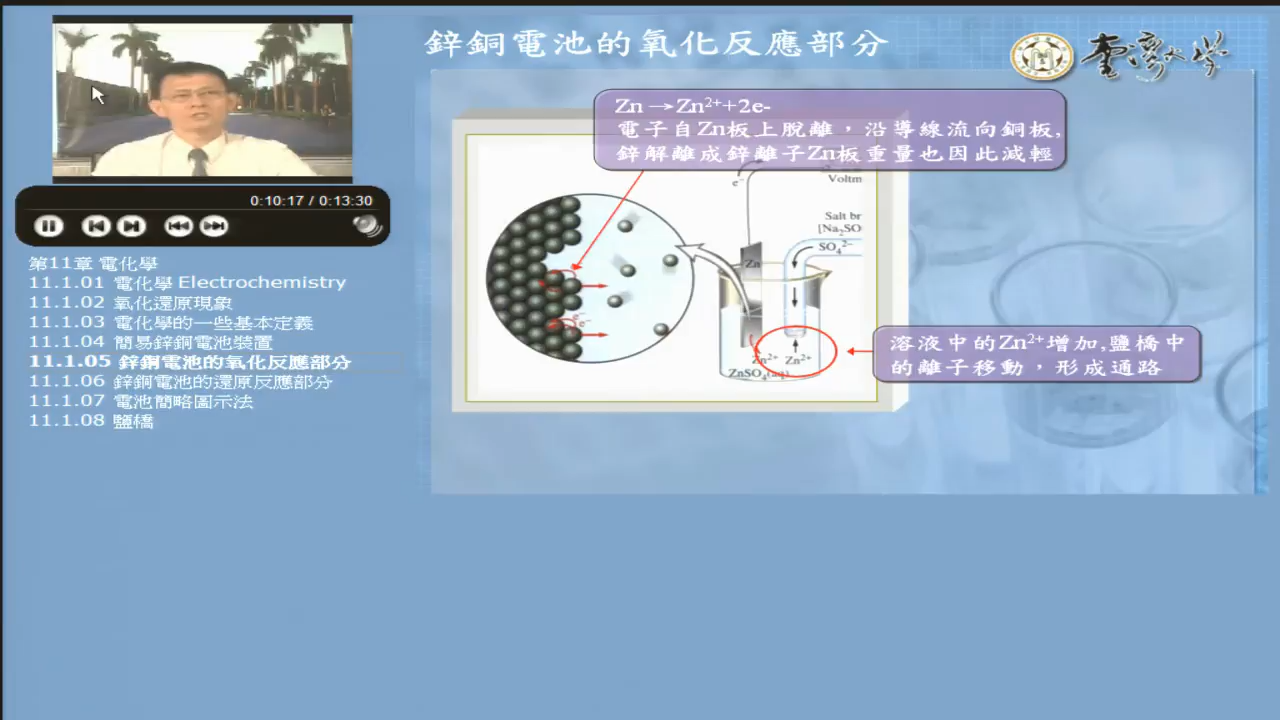 鋅銅電池的氧化反應部分
臺灣大學
Zn→Zn²⁺+2e-
電子自Zn板上脫離，沿導線流向銅板,
鋅解離成鋅離子Zn板重量也因此減輕
e⁻
Voltm
Salt br
[Na₂SO
SO₄²⁻
Zn
e⁻
e⁻
Zn²⁺ Zn²⁺
ZnSO₄(aq)
溶液中的Zn²⁺增加,鹽橋中
的離子移動，形成通路
0:10:17 / 0:13:30
第11章 電化學
11.1.01 電化學 Electrochemistry
11.1.02 氧化還原現象
11.1.03 電化學的一些基本定義
11.1.04 簡易鋅銅電池裝置
11.1.05 鋅銅電池的氧化反應部分
11.1.06 鋅銅電池的還原反應部分
11.1.07 電池簡略圖示法
11.1.08 鹽橋